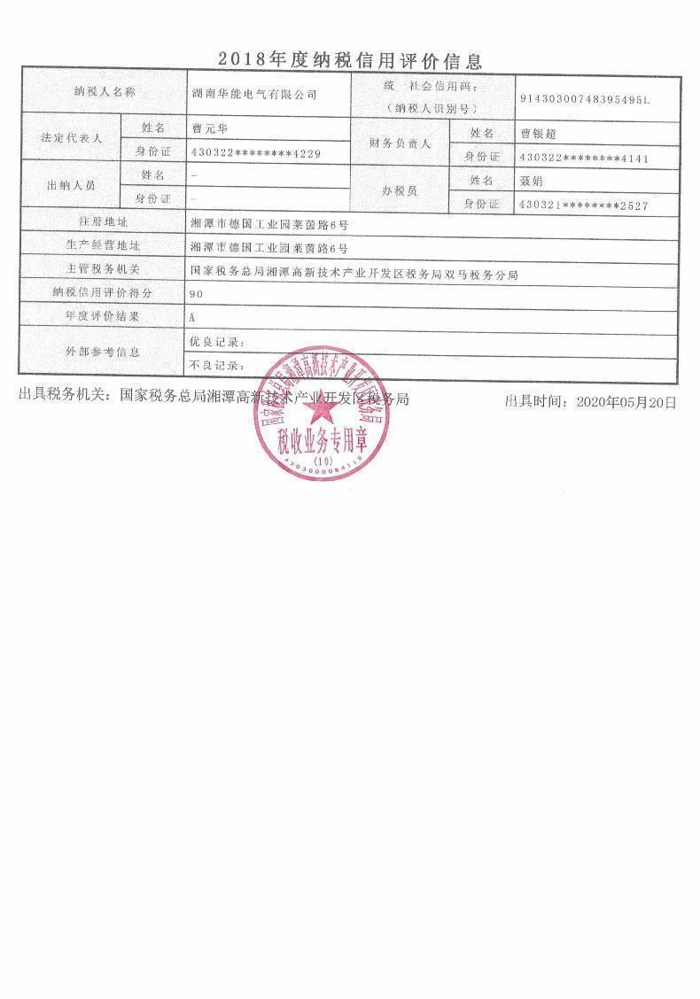 2018年度纳税信用评价信息
纳税人名称 湖南华能电气有限公司 统一社会信用码：（纳税人识别号） 91430300748395495L
法定代表人 姓名 曹元华 财务负责人 姓名 曹银超
身份证 430322********4229 身份证 430322********4141
出纳人员 姓名 - 办税员 姓名 聂娟
身份证 - 身份证 430321********2527
注册地址 湘潭市德国工业园莱茵路6号
生产经营地址 湘潭市德国工业园莱茵路6号
主管税务机关 国家税务总局湘潭高新技术产业开发区税务局双马税务分局
纳税信用评价得分 90
年度评价结果 A
外部参考信息 优良记录：
不良记录：
出具税务机关：国家税务总局湘潭高新技术产业开发区税务局 出具时间：2020年05月20日
国家税务总局湘潭高新技术产业开发区税务局
税收业务专用章
(10)
4303000084118